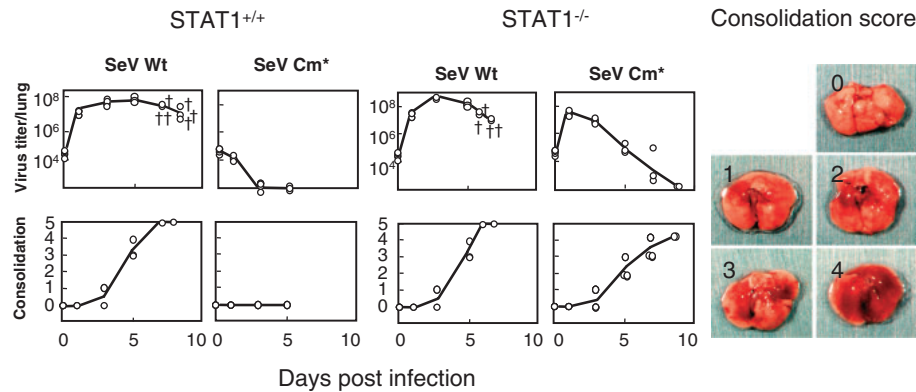 STAT1+/+ STAT1-/- Consolidation score
SeV Wt SeV Cm* SeV Wt SeV Cm*
Virus titer/lung
10^8
10^6
10^4
† † † † † †
10^8
10^6
10^4
† † † †
0
1 2
3 4
Consolidation
5
4
3
2
1
0
5
4
3
2
1
0
0 5 10 0 5 10 0 5 10 0 5 10
Days post infection